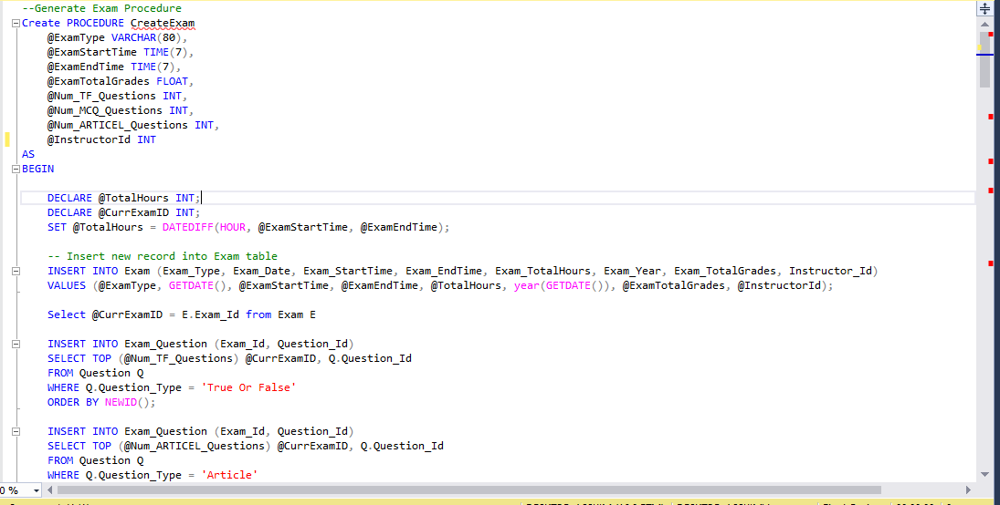 --Generate Exam Procedure
Create PROCEDURE CreateExam
@ExamType VARCHAR(80),
@ExamStartTime TIME(7),
@ExamEndTime TIME(7),
@ExamTotalGrades FLOAT,
@Num_TF_Questions INT,
@Num_MCQ_Questions INT,
@Num_ARTICEL_Questions INT,
@InstructorId INT
AS
BEGIN
DECLARE @TotalHours INT;
DECLARE @CurrExamID INT;
SET @TotalHours = DATEDIFF(HOUR, @ExamStartTime, @ExamEndTime);
-- Insert new record into Exam table
INSERT INTO Exam (Exam_Type, Exam_Date, Exam_StartTime, Exam_EndTime, Exam_TotalHours, Exam_Year, Exam_TotalGrades, Instructor_Id)
VALUES (@ExamType, GETDATE(), @ExamStartTime, @ExamEndTime, @TotalHours, year(GETDATE()), @ExamTotalGrades, @InstructorId);
Select @CurrExamID = E.Exam_Id from Exam E
INSERT INTO Exam_Question (Exam_Id, Question_Id)
SELECT TOP (@Num_TF_Questions) @CurrExamID, Q.Question_Id
FROM Question Q
WHERE Q.Question_Type = 'True Or False'
ORDER BY NEWID();
INSERT INTO Exam_Question (Exam_Id, Question_Id)
SELECT TOP (@Num_ARTICEL_Questions) @CurrExamID, Q.Question_Id
FROM Question Q
WHERE Q.Question_Type = 'Article'
0 %